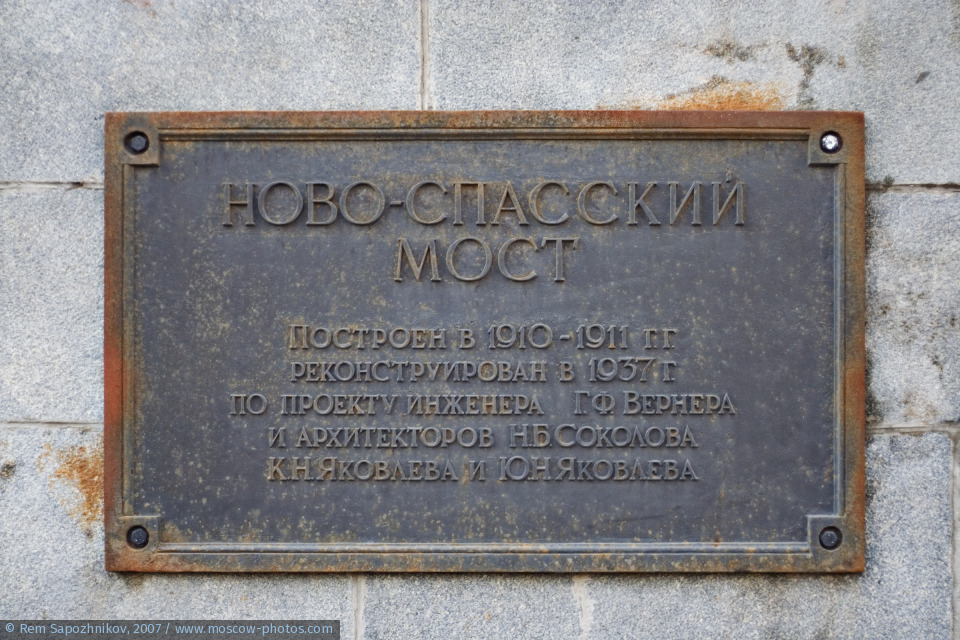 НОВО-СПАССКИЙ
МОСТ
ПОСТРОЕН В 1910-1911 Г.Г.
РЕКОНСТРУИРОВАН В 1937 Г.
ПО ПРОЕКТУ ИНЖЕНЕРА Г.Ф. ВЕРНЕРА
И АРХИТЕКТОРОВ Н.Б. СОКОЛОВА
К.Н. ЯКОВЛЕВА И Ю.Н. ЯКОВЛЕВА
© Rem Sapozhnikov, 2007 / www.moscow-photos.com